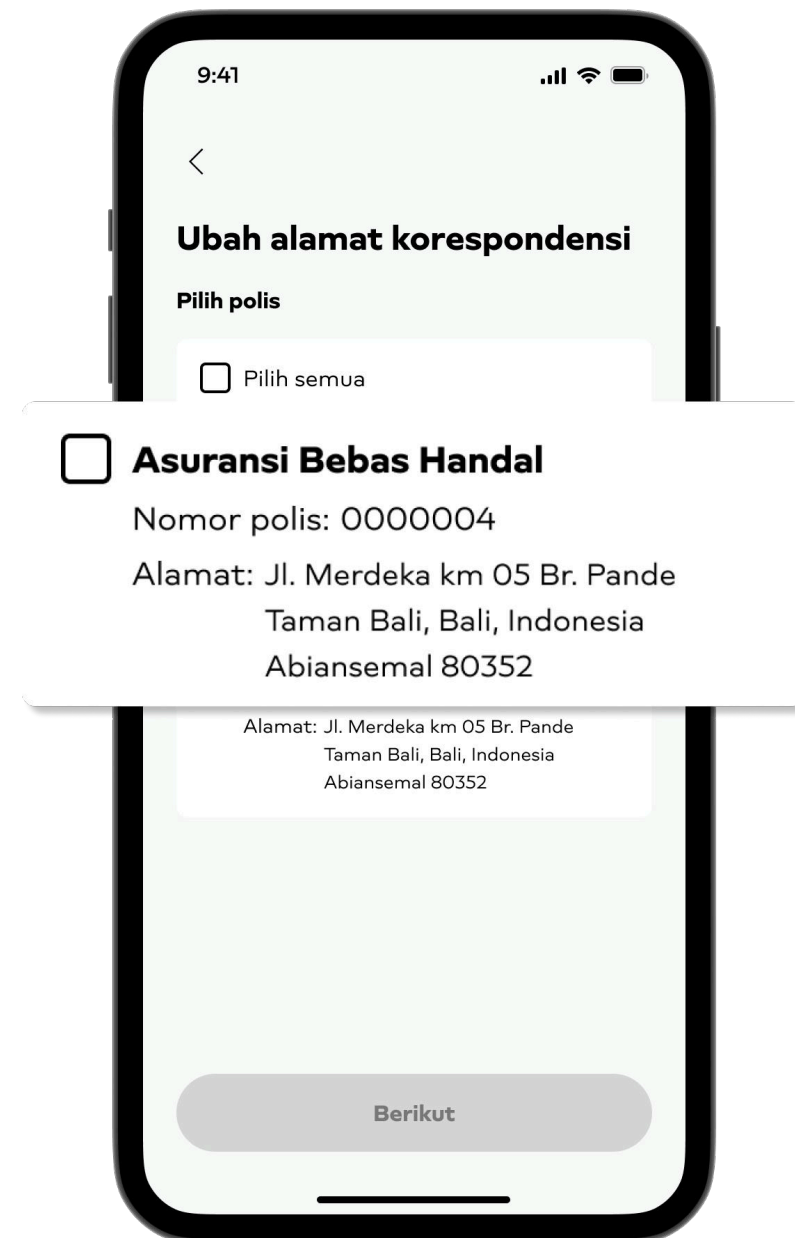 9:41
Ubah alamat korespondensi
Pilih polis
Pilih semua
Asuransi Bebas Handal
Nomor polis: 0000004
Alamat: Jl. Merdeka km 05 Br. Pande
Taman Bali, Bali, Indonesia
Abiansemal 80352
Alamat: Jl. Merdeka km 05 Br. Pande
Taman Bali, Bali, Indonesia
Abiansemal 80352
Berikut